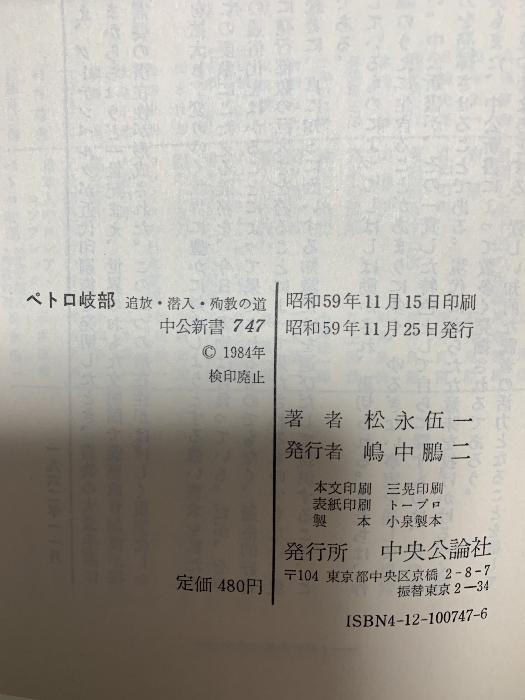 ペトロ岐部 追放・潜入・殉教の道
中公新書 747
© 1984年
検印廃止
定価 480円
昭和59年11月15日印刷
昭和59年11月25日発行
著者 松永伍一
発行者 嶋中鵬二
本文印刷 三晃印刷
表紙印刷 トープロ
製本 小泉製本
発行所 中央公論社
〒104 東京都中央区京橋 2-8-7
振替東京 2-34
ISBN4-12-100747-6